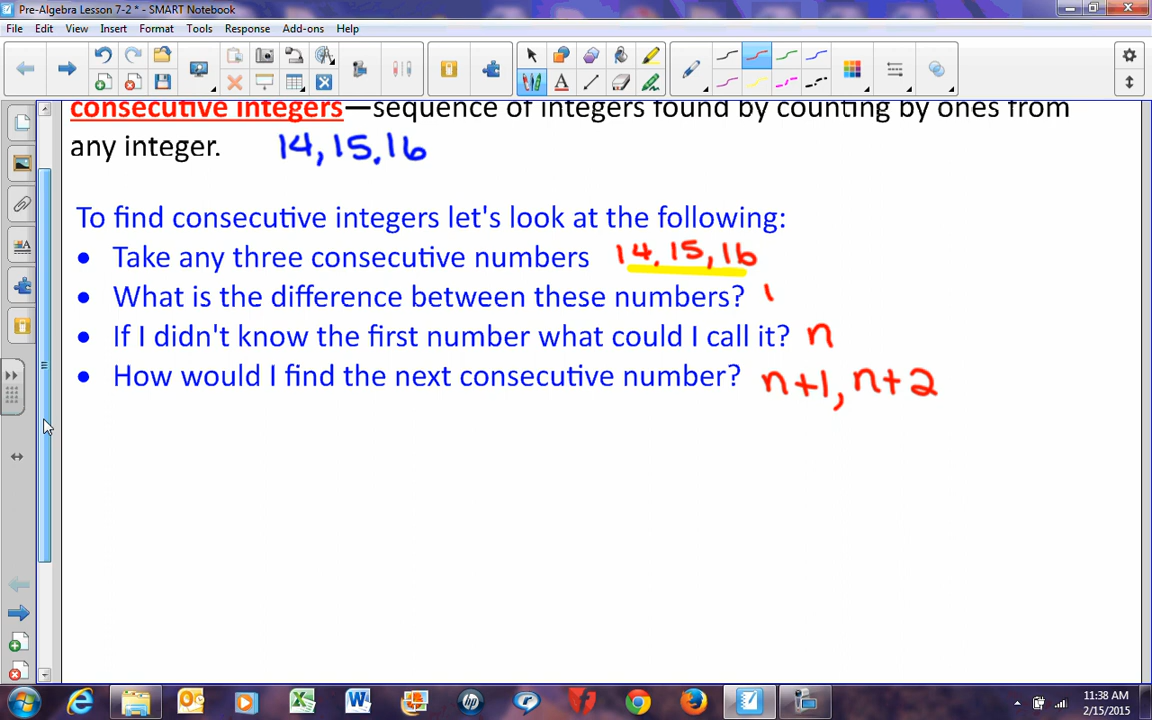 Pre-Algebra Lesson 7-2 * - SMART Notebook
File Edit View Insert Format Tools Response Add-ons Help
consecutive integers—sequence of integers found by counting by ones from
any integer. 14, 15, 16
To find consecutive integers let's look at the following:
• Take any three consecutive numbers 14, 15, 16
• What is the difference between these numbers? 1
• If I didn't know the first number what could I call it? n
• How would I find the next consecutive number? n+1, n+2
11:38 AM
2/15/2015